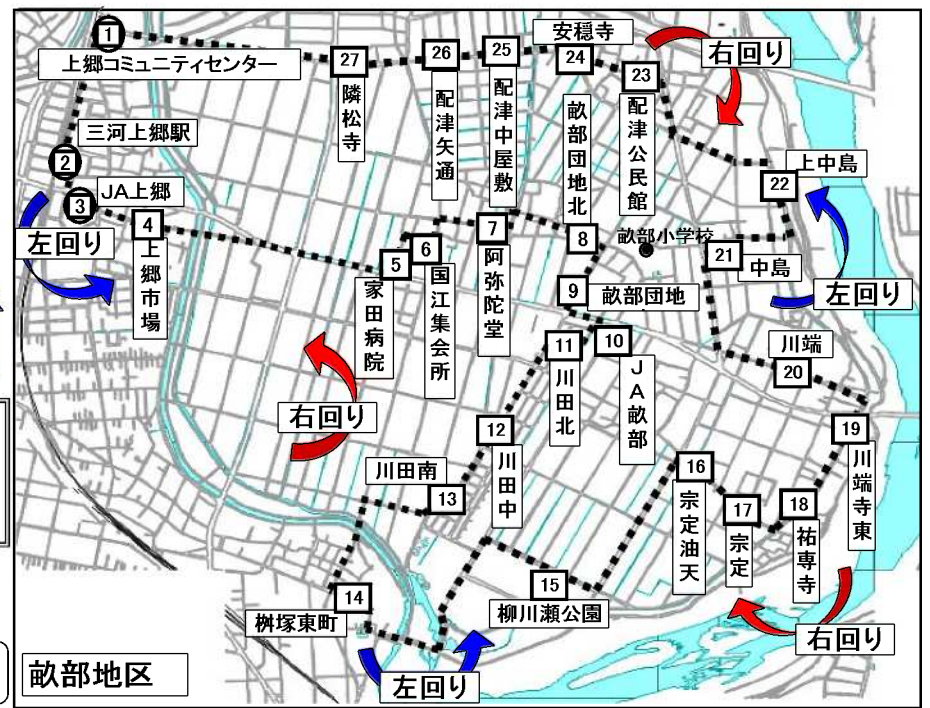 1
上郷コミュニティセンター
27
隣松寺
26
配津矢通
25
配津中屋敷
安穏寺
24
畝部団地北
23
配津公民館
右回り
三河上郷駅
2
JA上郷
3
4
上郷市場
左回り
上中島
22
21
中島
畝部小学校
8
7
阿弥陀堂
6
国江集会所
5
家田病院
9
畝部団地
左回り
10
JA畝部
11
川田北
川端
20
右回り
12
川田中
19
川端寺東
川田南
13
16
宗定油天
17
宗定
18
祐専寺
14
桝塚東町
15
柳川瀬公園
右回り
左回り
畝部地区